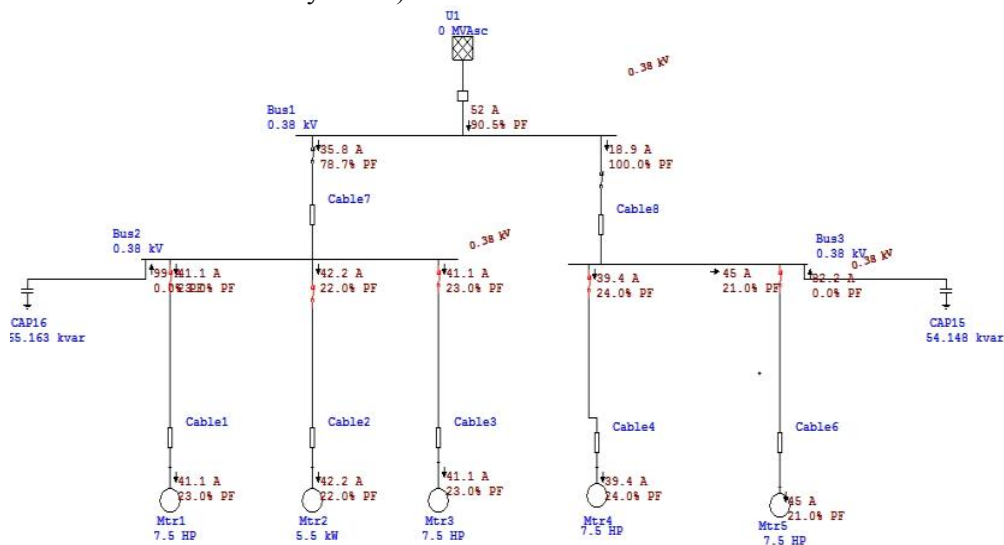 U1
0 MVAsc
0.38 kV
52 A
90.5% PF
Bus1
0.38 kV
35.8 A
78.7% PF
18.9 A
100.0% PF
Cable7
Cable8
Bus2
0.38 kV
0.38 kV
Bus3
0.38 kV
0.38 kV
41.1 A
23.0% PF
42.2 A
22.0% PF
41.1 A
23.0% PF
39.4 A
24.0% PF
45 A
21.0% PF
0.0% PF
CAP16
55.163 kvar
CAP15
54.148 kvar
Cable1
Cable2
Cable3
Cable4
Cable6
41.1 A
23.0% PF
42.2 A
22.0% PF
41.1 A
23.0% PF
39.4 A
24.0% PF
45 A
21.0% PF
Mtr1
7.5 HP
Mtr2
5.5 kW
Mtr3
7.5 HP
Mtr4
7.5 HP
Mtr5
7.5 HP